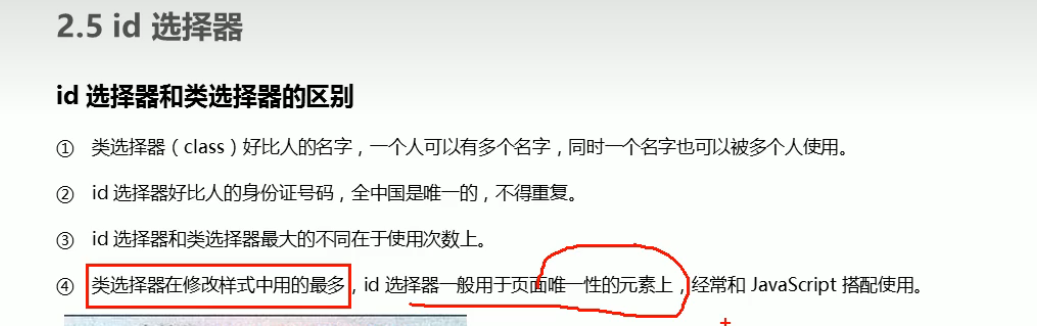 2.5 id 选择器
id 选择器和类选择器的区别
① 类选择器（class）好比人的名字，一个人可以有多个名字，同时一个名字也可以被多个人使用。
② id 选择器好比人的身份证号码，全中国是唯一的，不得重复。
③ id 选择器和类选择器最大的不同在于使用次数上。
④ 类选择器在修改样式中用的最多，id 选择器一般用于页面唯一性的元素上，经常和 JavaScript 搭配使用。